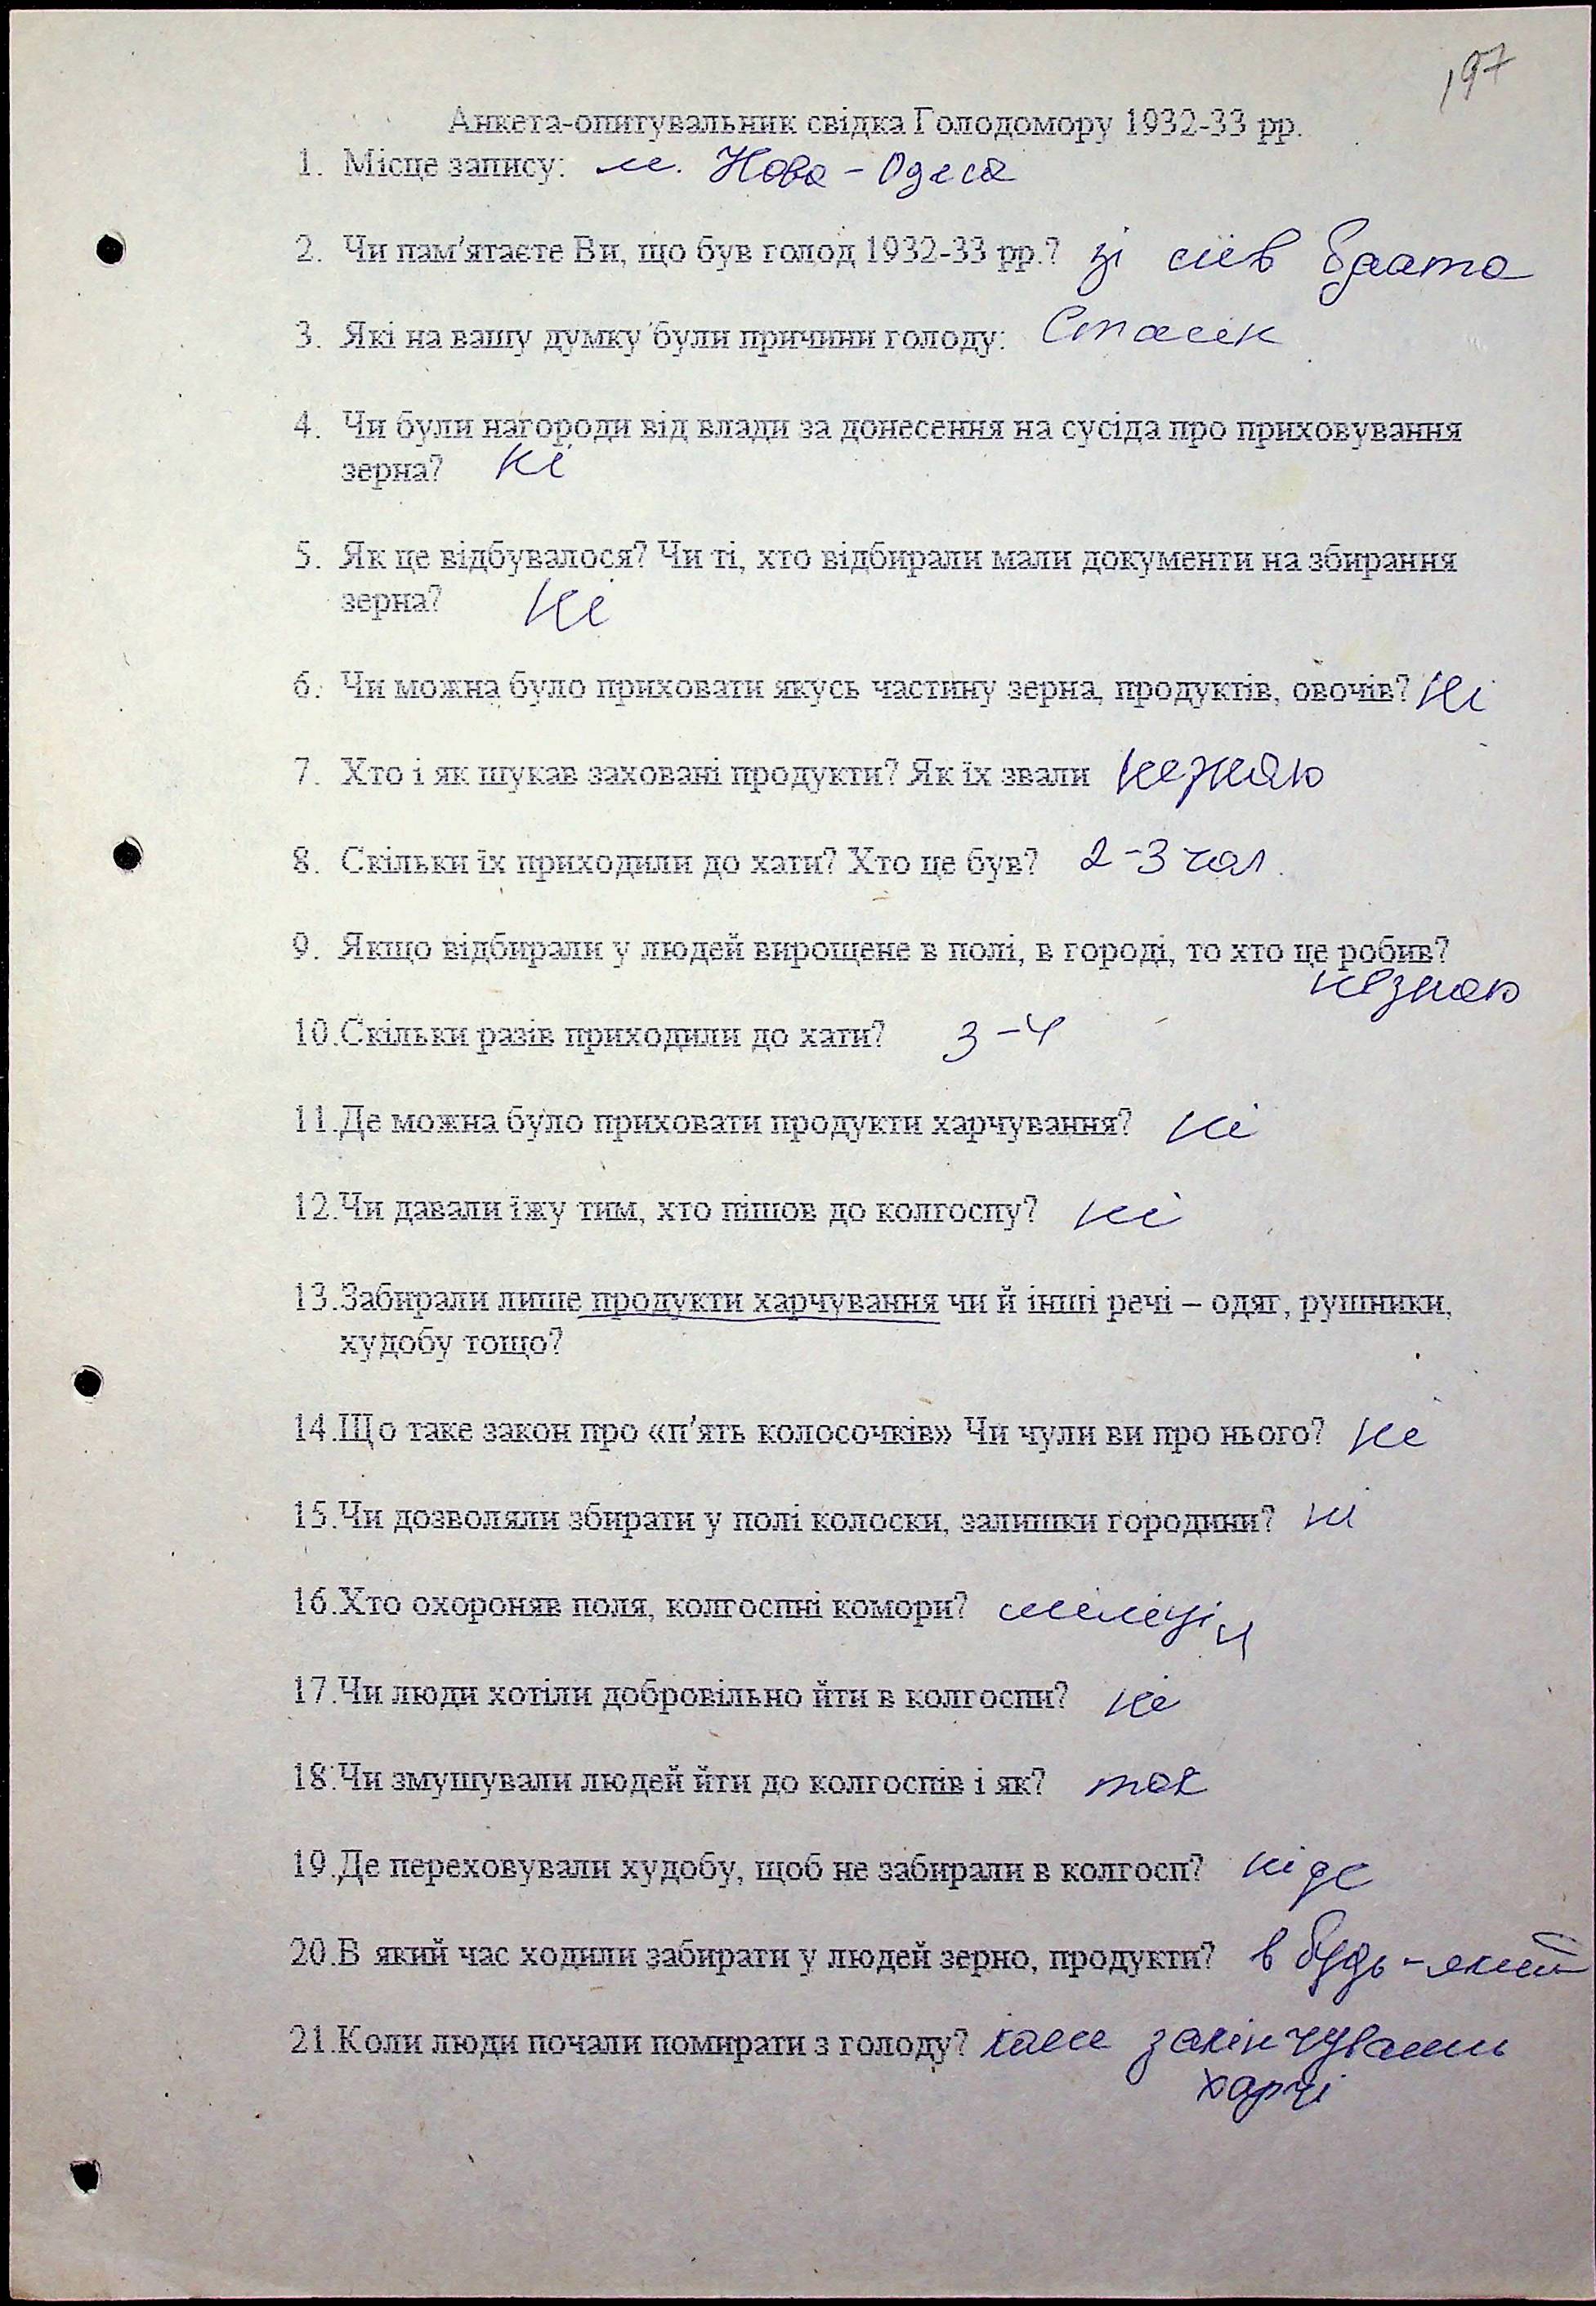 197
Анкета-опитувальник свідка Голодомору 1932-33 рр.
1. Місце запису: м. Нова-Одеса
2. Чи пам'ятаєте Ви, що був голод 1932-33 рр.? зі слів брата
3. Які на вашу думку були причини голоду:
4. Чи були нагороди від влади за донесення на сусіда про приховування
зерна? ні
5. Як це відбувалося? Чи ті, хто відбирали мали документи на збирання
зерна? Ні
6. Чи можна було приховати якусь частину зерна, продуктів, овочів? Ні
7. Хто і як шукав заховані продукти? Як їх звали незнаю
8. Скільки їх приходили до хати? Хто це був? 2-3 чол.
9. Якщо відбирали у людей вирощене в полі, в городі, то хто це робив?
незнаю
10.Скільки разів приходили до хати? 3-4
11.Де можна було приховати продукти харчування? ні
12.Чи давали їжу тим, хто пішов до колгоспу? ні
13.Забирали лише продукти харчування чи й інші речі – одяг, рушники,
худобу тощо?
14.Що таке закон про «п'ять колосочків» Чи чули ви про нього? ні
15.Чи дозволяли збирати у полі колоски, залишки городини? ні
16.Хто охороняв поля, колгоспні комори? міліція
17.Чи люди хотіли добровільно йти в колгоспи? ні
18.Чи змушували людей йти до колгоспів і як? так
19.Де переховували худобу, щоб не забирали в колгосп? ніде
20.В який час ходили забирати у людей зерно, продукти? в будь-який
21.Коли люди почали помирати з голоду?
харчі